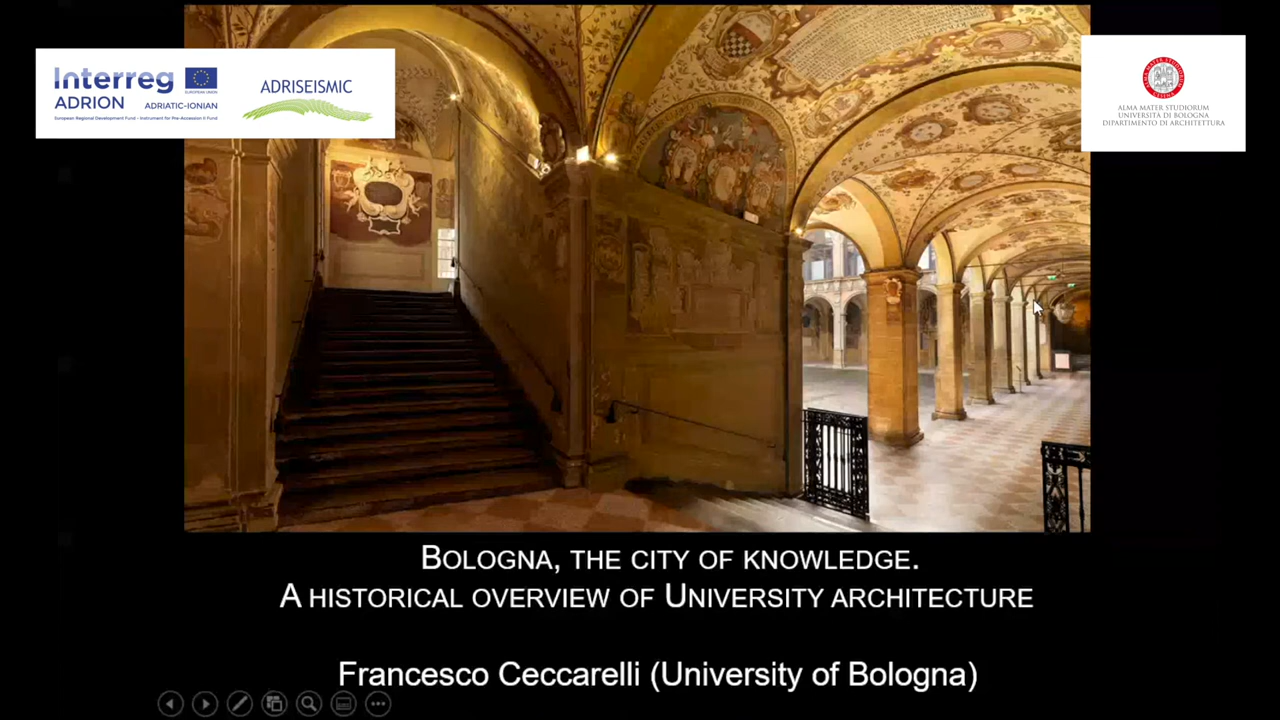 Interreg
EUROPEAN UNION
ADRION ADRIATIC-IONIAN
European Regional Development Fund - Instrument for Pre-Accession II Fund
ADRISEISMIC
ALMA MATER STUDIORUM
UNIVERSITÀ DI BOLOGNA
DIPARTIMENTO DI ARCHITETTURA
BOLOGNA, THE CITY OF KNOWLEDGE.
A HISTORICAL OVERVIEW OF UNIVERSITY ARCHITECTURE
Francesco Ceccarelli (University of Bologna)